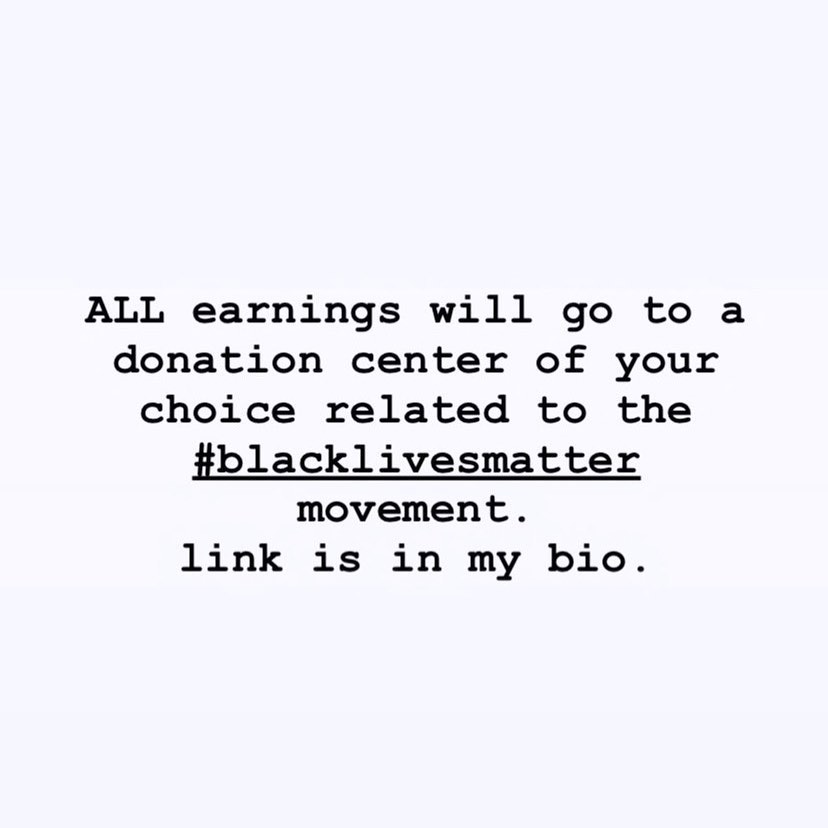 ALL earnings will go to a
donation center of your
choice related to the
#blacklivesmatter
movement.
link is in my bio.